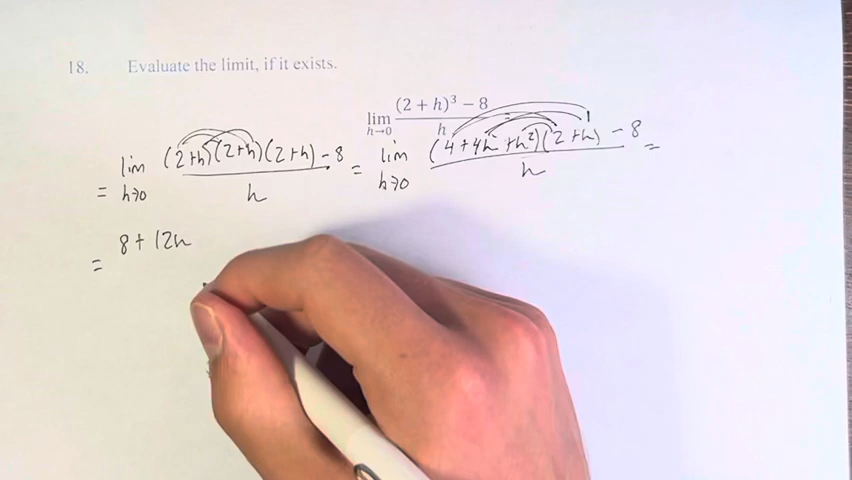 18. Evaluate the limit, if it exists.
lim h→0 (2 + h)³ − 8 / h
= lim h→0 (2+h)(2+h)(2+h) − 8 / h = lim h→0 (4+4h+h²)(2+h) − 8 / h =
= 8 + 12h